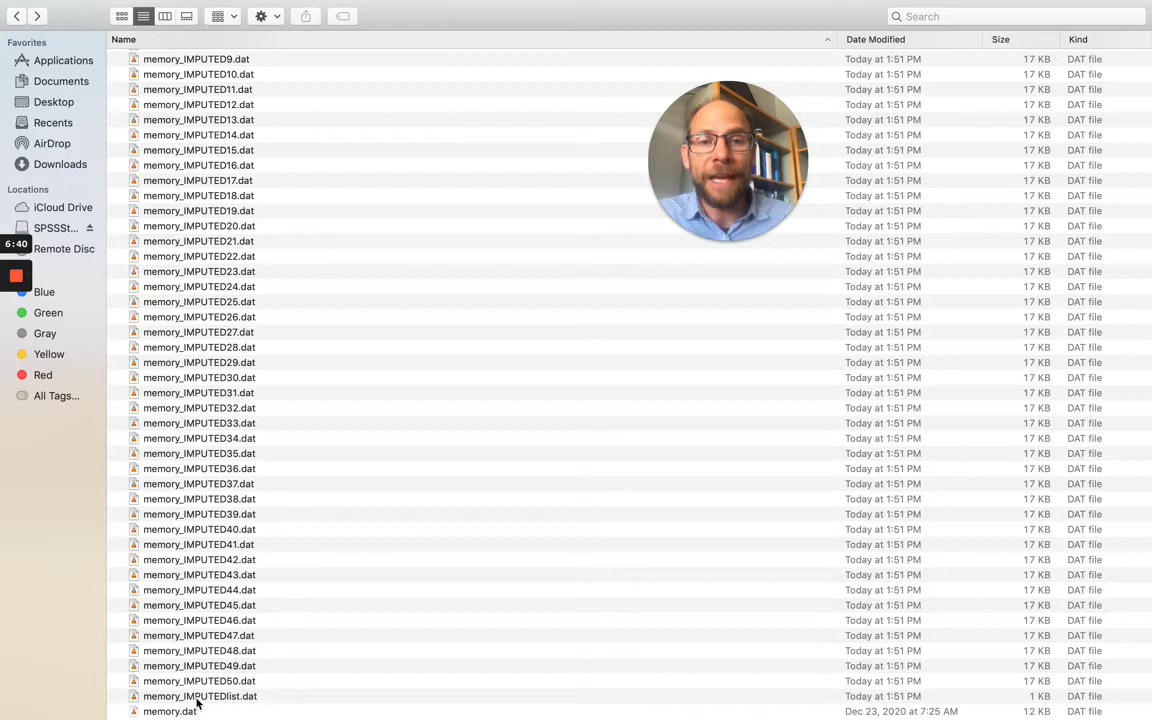 Search
Favorites
Applications
Documents
Desktop
Recents
AirDrop
Downloads
Locations
iCloud Drive
SPSSSt...
Remote Disc
6:40
Blue
Green
Gray
Yellow
Red
All Tags...
Name Date Modified Size Kind
memory_IMPUTED9.dat Today at 1:51 PM 17 KB DAT file
memory_IMPUTED10.dat Today at 1:51 PM 17 KB DAT file
memory_IMPUTED11.dat Today at 1:51 PM 17 KB DAT file
memory_IMPUTED12.dat Today at 1:51 PM 17 KB DAT file
memory_IMPUTED13.dat Today at 1:51 PM 17 KB DAT file
memory_IMPUTED14.dat Today at 1:51 PM 17 KB DAT file
memory_IMPUTED15.dat Today at 1:51 PM 17 KB DAT file
memory_IMPUTED16.dat Today at 1:51 PM 17 KB DAT file
memory_IMPUTED17.dat Today at 1:51 PM 17 KB DAT file
memory_IMPUTED18.dat Today at 1:51 PM 17 KB DAT file
memory_IMPUTED19.dat Today at 1:51 PM 17 KB DAT file
memory_IMPUTED20.dat Today at 1:51 PM 17 KB DAT file
memory_IMPUTED21.dat Today at 1:51 PM 17 KB DAT file
memory_IMPUTED22.dat Today at 1:51 PM 17 KB DAT file
memory_IMPUTED23.dat Today at 1:51 PM 17 KB DAT file
memory_IMPUTED24.dat Today at 1:51 PM 17 KB DAT file
memory_IMPUTED25.dat Today at 1:51 PM 17 KB DAT file
memory_IMPUTED26.dat Today at 1:51 PM 17 KB DAT file
memory_IMPUTED27.dat Today at 1:51 PM 17 KB DAT file
memory_IMPUTED28.dat Today at 1:51 PM 17 KB DAT file
memory_IMPUTED29.dat Today at 1:51 PM 17 KB DAT file
memory_IMPUTED30.dat Today at 1:51 PM 17 KB DAT file
memory_IMPUTED31.dat Today at 1:51 PM 17 KB DAT file
memory_IMPUTED32.dat Today at 1:51 PM 17 KB DAT file
memory_IMPUTED33.dat Today at 1:51 PM 17 KB DAT file
memory_IMPUTED34.dat Today at 1:51 PM 17 KB DAT file
memory_IMPUTED35.dat Today at 1:51 PM 17 KB DAT file
memory_IMPUTED36.dat Today at 1:51 PM 17 KB DAT file
memory_IMPUTED37.dat Today at 1:51 PM 17 KB DAT file
memory_IMPUTED38.dat Today at 1:51 PM 17 KB DAT file
memory_IMPUTED39.dat Today at 1:51 PM 17 KB DAT file
memory_IMPUTED40.dat Today at 1:51 PM 17 KB DAT file
memory_IMPUTED41.dat Today at 1:51 PM 17 KB DAT file
memory_IMPUTED42.dat Today at 1:51 PM 17 KB DAT file
memory_IMPUTED43.dat Today at 1:51 PM 17 KB DAT file
memory_IMPUTED44.dat Today at 1:51 PM 17 KB DAT file
memory_IMPUTED45.dat Today at 1:51 PM 17 KB DAT file
memory_IMPUTED46.dat Today at 1:51 PM 17 KB DAT file
memory_IMPUTED47.dat Today at 1:51 PM 17 KB DAT file
memory_IMPUTED48.dat Today at 1:51 PM 17 KB DAT file
memory_IMPUTED49.dat Today at 1:51 PM 17 KB DAT file
memory_IMPUTED50.dat Today at 1:51 PM 17 KB DAT file
memory_IMPUTEDlist.dat Today at 1:51 PM 1 KB DAT file
memory.dat Dec 23, 2020 at 7:25 AM 12 KB DAT file